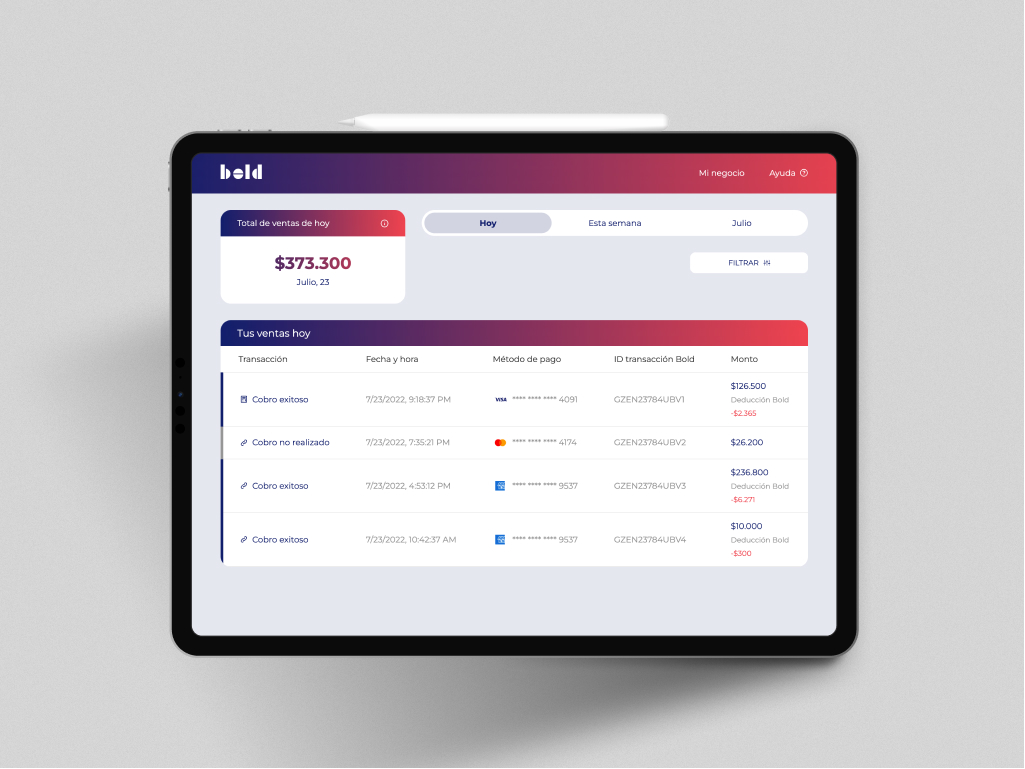 bold
Mi negocio
Ayuda
Total de ventas de hoy
$373.300
Julio, 23
Hoy
Esta semana
Julio
FILTRAR
Tus ventas hoy
Transacción
Fecha y hora
Método de pago
ID transacción Bold
Monto
Cobro exitoso
7/23/2022, 9:18:37 PM
VISA
**** **** **** 4091
GZEN23784UBV1
$126.500
Deducción Bold
-$2.365
Cobro no realizado
7/23/2022, 7:35:21 PM
**** **** **** 4174
GZEN23784UBV2
$26.200
Cobro exitoso
7/23/2022, 4:53:12 PM
**** **** **** 9537
GZEN23784UBV3
$236.800
Deducción Bold
-$6.271
Cobro exitoso
7/23/2022, 10:42:37 AM
**** **** **** 9537
GZEN23784UBV4
$10.000
Deducción Bold
-$300